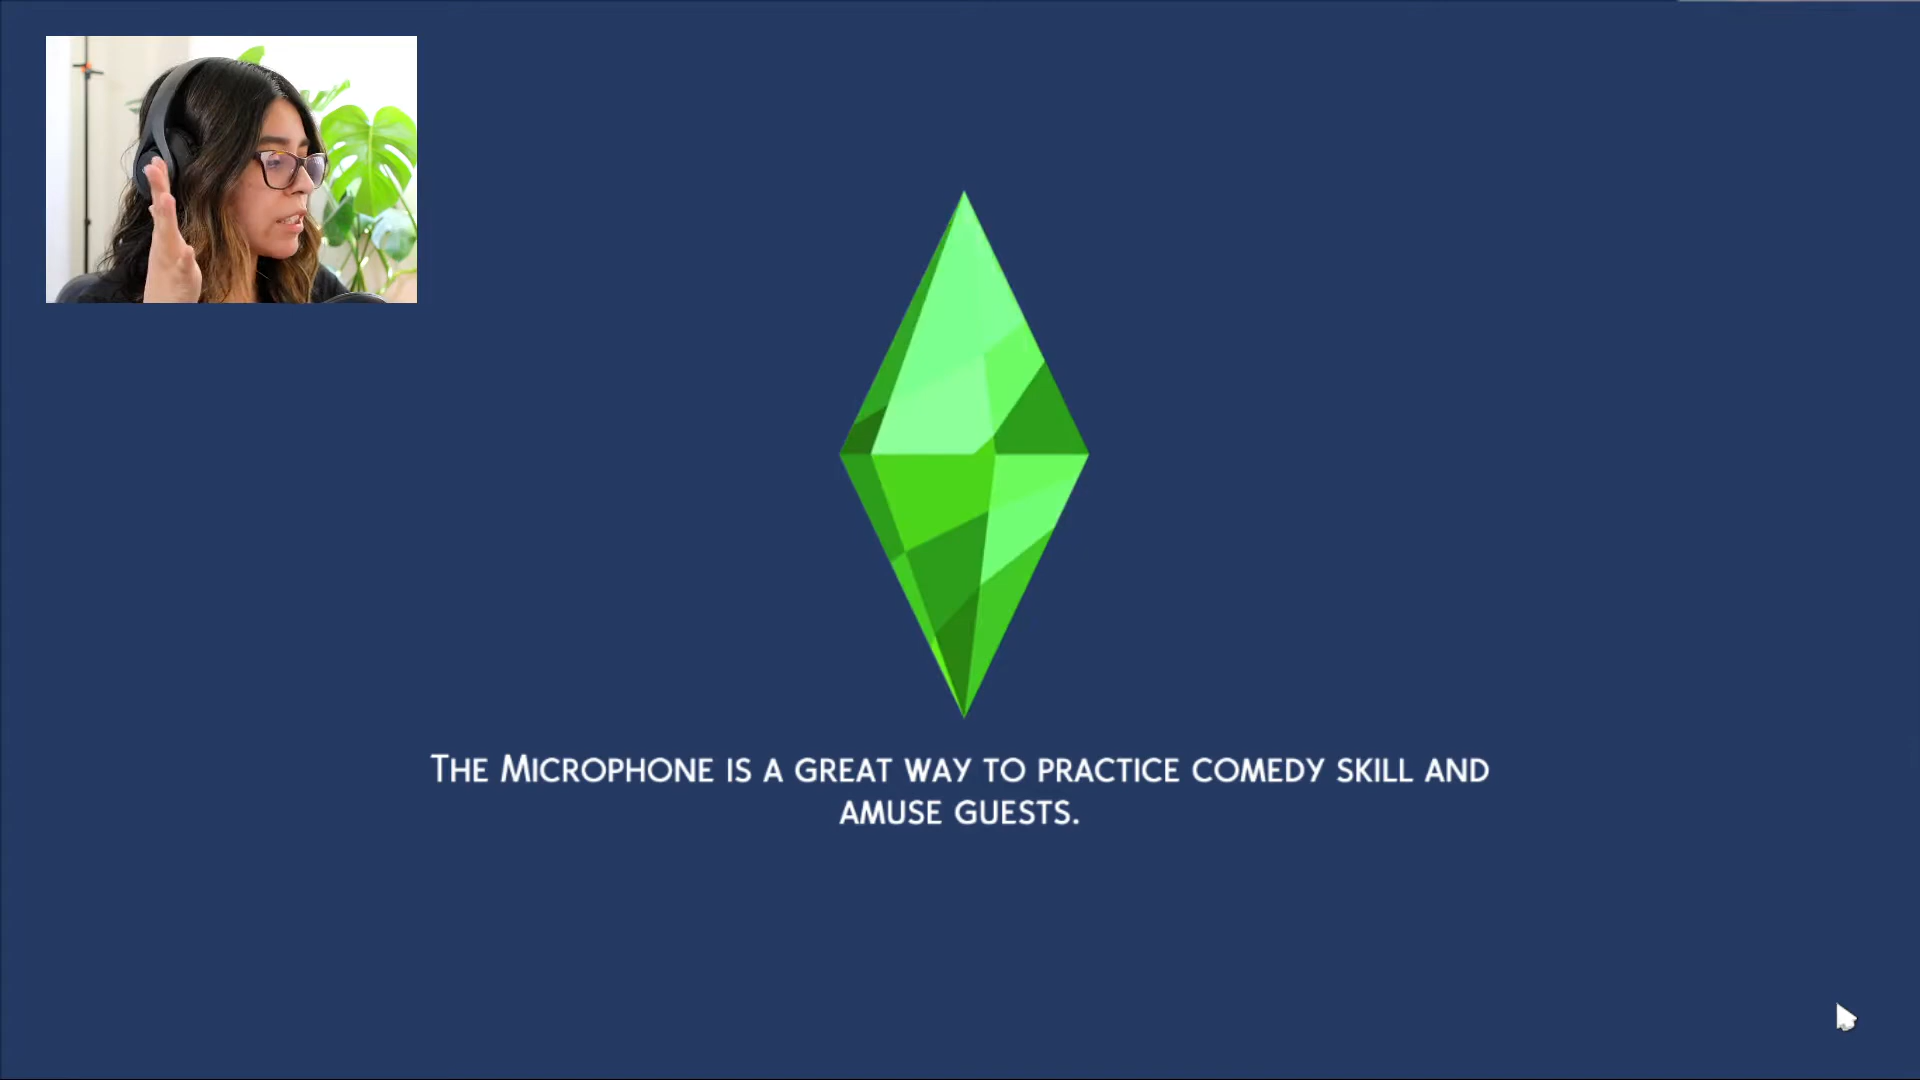 The Microphone is a great way to practice comedy skill and
amuse guests.